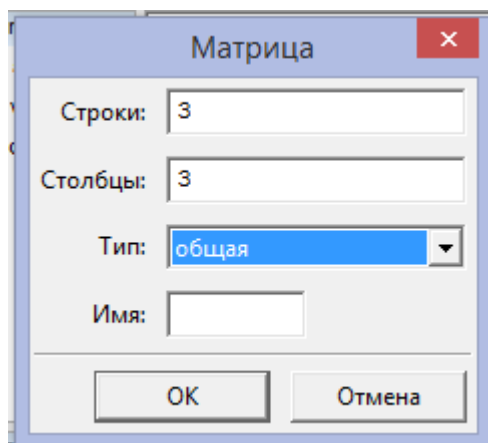 Матрица
Строки: 3
Столбцы: 3
Тип: общая
Имя:
OK Отмена